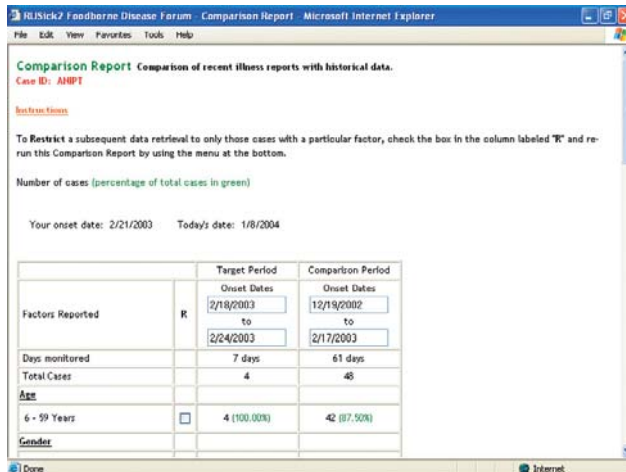 RUSick2 Foodborne Disease Forum - Comparison Report - Microsoft Internet Explorer
File Edit View Favorites Tools Help
Comparison Report Comparison of recent illness reports with historical data.
Case ID: ANIPT
Instructions
To Restrict a subsequent data retrieval to only those cases with a particular factor, check the box in the column labeled "R" and re-
run this Comparison Report by using the menu at the bottom.
Number of cases (percentage of total cases in green)
Your onset date: 2/21/2003 Today's date: 1/8/2004
Target Period Comparison Period
Factors Reported R Onset Dates Onset Dates
2/18/2003 12/19/2002
to to
2/24/2003 2/17/2003
Days monitored 7 days 61 days
Total Cases 4 48
Age
6 - 59 Years 4 (100.00%) 42 (87.50%)
Gender
Done Internet